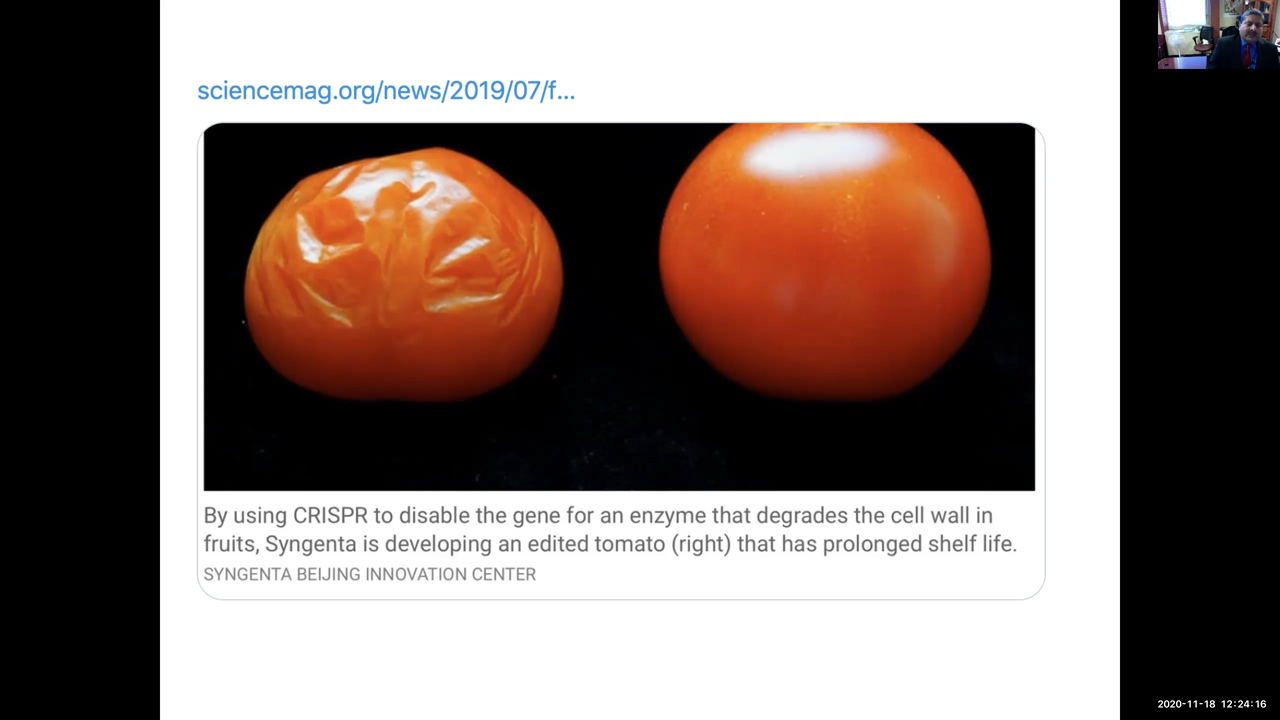 sciencemag.org/news/2019/07/f...
By using CRISPR to disable the gene for an enzyme that degrades the cell wall in
fruits, Syngenta is developing an edited tomato (right) that has prolonged shelf life.
SYNGENTA BEIJING INNOVATION CENTER
2020-11-18 12:24:16